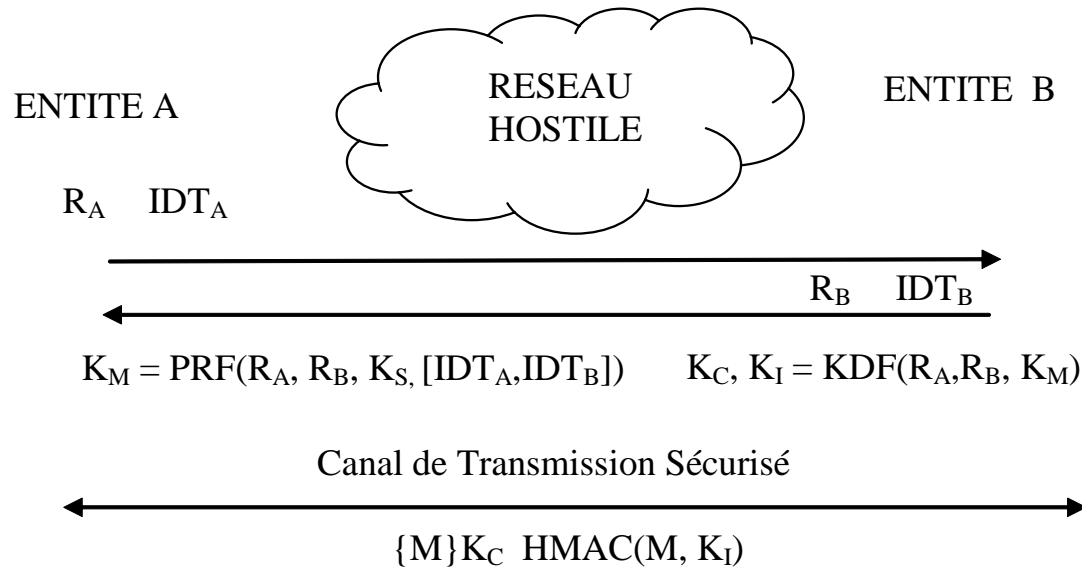 RESEAU
HOSTILE
ENTITE A
ENTITE B
R_A IDT_A
R_B IDT_B
K_M = PRF(R_A, R_B, K_S, [IDT_A,IDT_B]) K_C, K_I = KDF(R_A,R_B, K_M)
Canal de Transmission Sécurisé
{M}K_C HMAC(M, K_I)